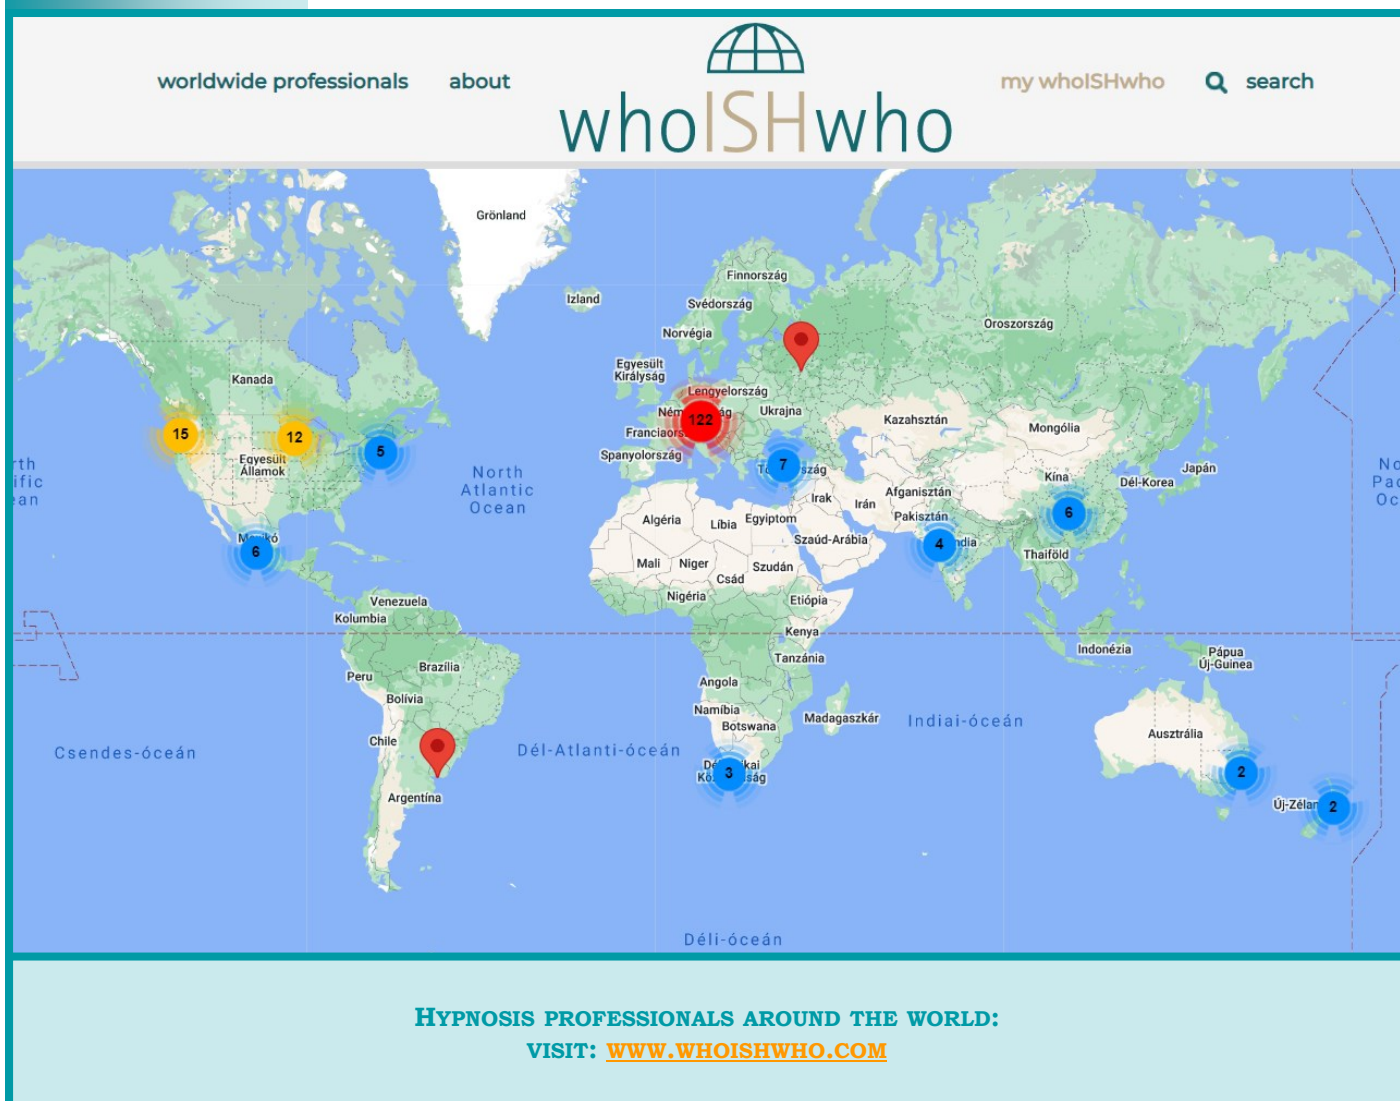 worldwide professionals
about
whoISHwho
my whoISHwho
search
Grönland
Izland
Finnország
Svédország
Norvégia
Oroszország
Egyesült
Királyság
Kanada
Lengyelország
122
Ukrajna
Kazahsztán
Mongólia
15
12
5
Spanyolország
7
Egyesült
Államok
North
Atlantic
Ocean
Japán
Kína
Dél-Korea
Irak
Irán
Afganisztán
Pakisztán
6
Algéria
Líbia
Egyiptom
Szaúd-Arábia
4
6
Thaiföld
Mali
Niger
Csád
Szudán
Nigéria
Etiópia
Venezuela
Kolumbia
Kenya
Tanzánia
Indonézia
Pápua
Új-Guinea
Brazília
Peru
Bolívia
Angola
Namíbia
Botswana
Madagaszkár
Indiai-óceán
Csendes-óceán
Chile
Dél-Atlanti-óceán
Ausztrália
3
2
Argentína
2
Déli-óceán
HYPNOSIS PROFESSIONALS AROUND THE WORLD:
VISIT: WWW.WHOISHWHO.COM